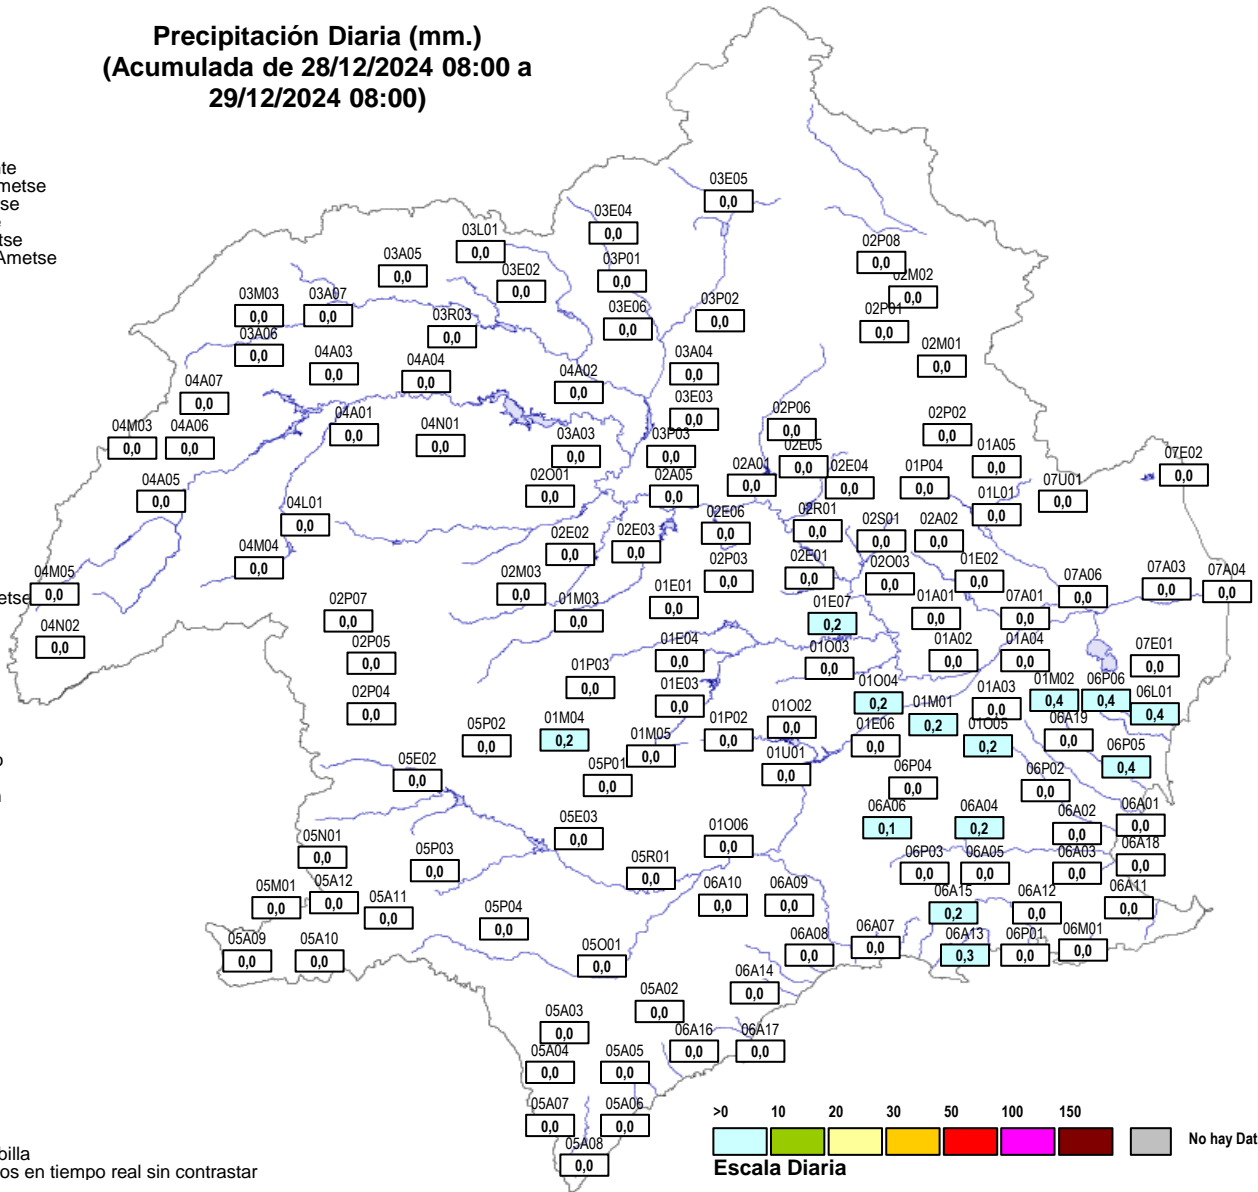 Precipitación Diaria (mm.)
(Acumulada de 28/12/2024 08:00 a
29/12/2024 08:00)
03E05
0,0
03E04
0,0
03L01
0,0
03P01
0,0
03A05
0,0
03E02
0,0
02P08
0,0
02M02
0,0
03M03
0,0
03A07
0,0
03P02
0,0
03E06
0,0
02P01
0,0
03R03
0,0
03A06
0,0
04A03
0,0
04A04
0,0
03A04
0,0
02M01
0,0
04A02
0,0
04A07
0,0
03E03
0,0
04A01
0,0
02P06
0,0
02P02
0,0
04M03
0,0
04A06
0,0
04N01
0,0
03A03
0,0
03P03
0,0
02E05
0,0
01A05
0,0
07E02
0,0
02A01
0,0
02E04
0,0
01P04
0,0
04A05
0,0
02O01
0,0
02A05
0,0
07U01
0,0
01L01
0,0
04L01
0,0
02E06
0,0
02R01
0,0
02S01
0,0
02A02
0,0
02E02
0,0
02E03
0,0
04M04
0,0
02P03
0,0
02E01
0,0
02O03
0,0
01E02
0,0
04M05
0,0
02M03
0,0
07A06
0,0
07A03
0,0
07A04
0,0
01E01
0,0
02P07
0,0
01M03
0,0
01E07
0,2
01A01
0,0
07A01
0,0
04N02
0,0
02P05
0,0
01E04
0,0
01O03
0,0
01A02
0,0
01A04
0,0
07E01
0,0
01P03
0,0
02P04
0,0
01E03
0,0
01O04
0,2
01A03
0,0
01M02
0,4
06P06
0,4
06L01
0,4
05P02
0,0
01M04
0,2
01P02
0,0
01O02
0,0
01M01
0,2
01E06
0,0
01O05
0,2
06A19
0,0
01M05
0,0
06P05
0,4
05E02
0,0
05P01
0,0
01U01
0,0
06P04
0,0
06P02
0,0
05E03
0,0
06A06
0,1
06A04
0,2
06A02
0,0
06A01
0,0
01O06
0,0
05N01
0,0
05P03
0,0
05R01
0,0
06P03
0,0
06A05
0,0
06A03
0,0
06A18
0,0
05M01
0,0
05A12
0,0
05A11
0,0
06A10
0,0
06A09
0,0
06A15
0,2
06A12
0,0
06A11
0,0
05P04
0,0
05A09
0,0
05A10
0,0
05O01
0,0
06A08
0,0
06A07
0,0
06A13
0,3
06P01
0,0
06M01
0,0
06A14
0,0
05A02
0,0
05A03
0,0
06A16
0,0
06A17
0,0
05A04
0,0
05A05
0,0
05A07
0,0
05A06
0,0
05A08
0,0
>0 10 20 30 50 100 150
No hay Dat
Escala Diaria
os en tiempo real sin contrastar